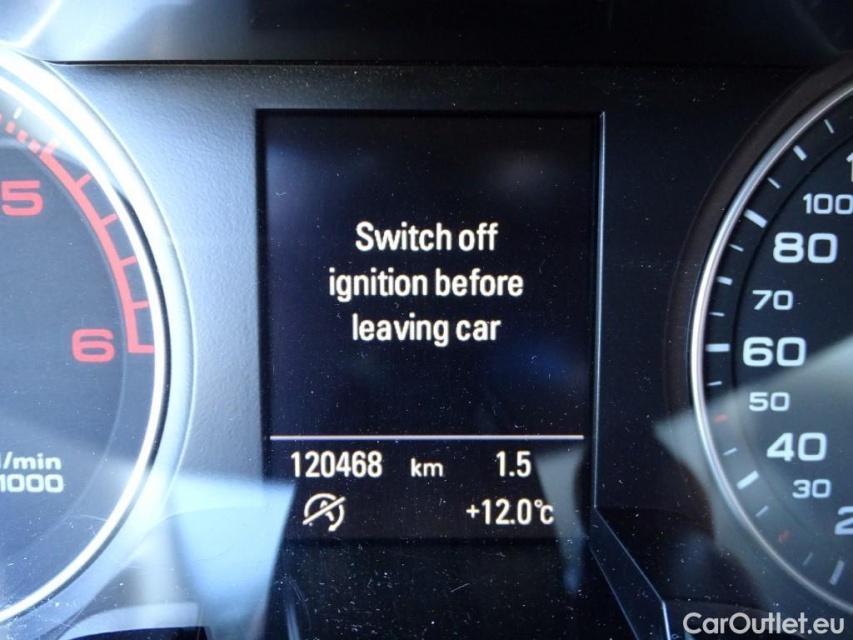 5
6
/min
1000
Switch off
ignition before
leaving car
120468 km 1.5
+12.0°C
100
80
70
60
50
40
30
2
CarOutlet.eu